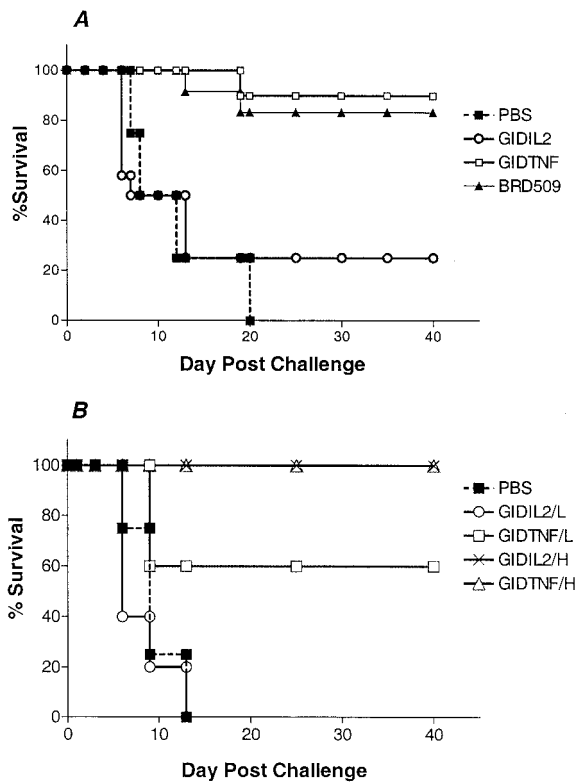 A
100
80
60
40
20
0
%Survival
0 10 20 30 40
Day Post Challenge
PBS
GIDIL2
GIDTNF
BRD509
B
100
80
60
40
20
0
% Survival
0 10 20 30 40
Day Post Challenge
PBS
GIDIL2/L
GIDTNF/L
GIDIL2/H
GIDTNF/H